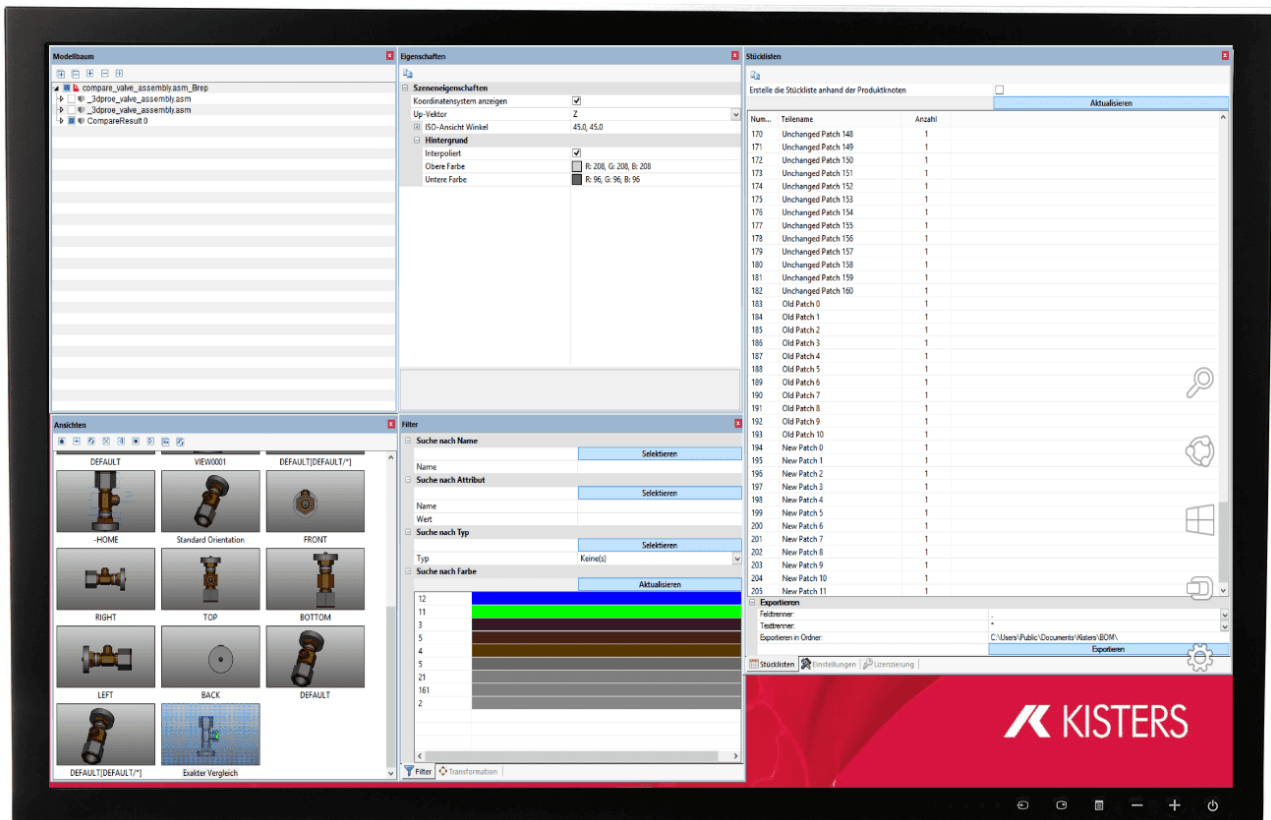 Modellbaum
compare_valve_assembly.asm_Brep
_3dproe_valve_assembly.asm
_3dproe_valve_assembly.asm
CompareResult 0
Eigenschaften
Szeneneigenschaften
Koordinatensystem anzeigen
Up-Vektor Z
ISO-Ansicht Winkel 45.0, 45.0
Hintergrund
Interpoliert
Obere Farbe R: 208, G: 208, B: 208
Untere Farbe R: 96, G: 96, B: 96
Stücklisten
Erstelle die Stückliste anhand der Produktknoten
Aktualisieren
Num... Teilename Anzahl
170 Unchanged Patch 148 1
171 Unchanged Patch 149 1
172 Unchanged Patch 150 1
173 Unchanged Patch 151 1
174 Unchanged Patch 152 1
175 Unchanged Patch 153 1
176 Unchanged Patch 154 1
177 Unchanged Patch 155 1
178 Unchanged Patch 156 1
179 Unchanged Patch 157 1
180 Unchanged Patch 158 1
181 Unchanged Patch 159 1
182 Unchanged Patch 160 1
183 Old Patch 0 1
184 Old Patch 1 1
185 Old Patch 2 1
186 Old Patch 3 1
187 Old Patch 4 1
188 Old Patch 5 1
189 Old Patch 6 1
190 Old Patch 7 1
191 Old Patch 8 1
192 Old Patch 9 1
193 Old Patch 10 1
194 New Patch 0 1
195 New Patch 1 1
196 New Patch 2 1
197 New Patch 3 1
198 New Patch 4 1
199 New Patch 5 1
200 New Patch 6 1
201 New Patch 7 1
202 New Patch 8 1
203 New Patch 9 1
204 New Patch 10 1
205 New Patch 11 1
Exportieren
Feldtrenner:
Texttrenner:
Exportieren in Ordner: C:\Users\Public\Documents\Kisters\BOM\
Exportieren
Stücklisten Einstellungen Lizenzierung
Ansichten
DEFAULT VIEW0001 DEFAULT[DEFAULT/*]
-HOME Standard Orientation FRONT
RIGHT TOP BOTTOM
LEFT BACK DEFAULT
DEFAULT[DEFAULT/*] Exakter Vergleich
Filter
Suche nach Name
Selektieren
Name
Suche nach Attribut
Selektieren
Name
Wert
Suche nach Typ
Selektieren
Typ Keine(s)
Suche nach Farbe
Aktualisieren
12
11
3
5
4
5
21
161
2
Filter Transformation
KISTERS